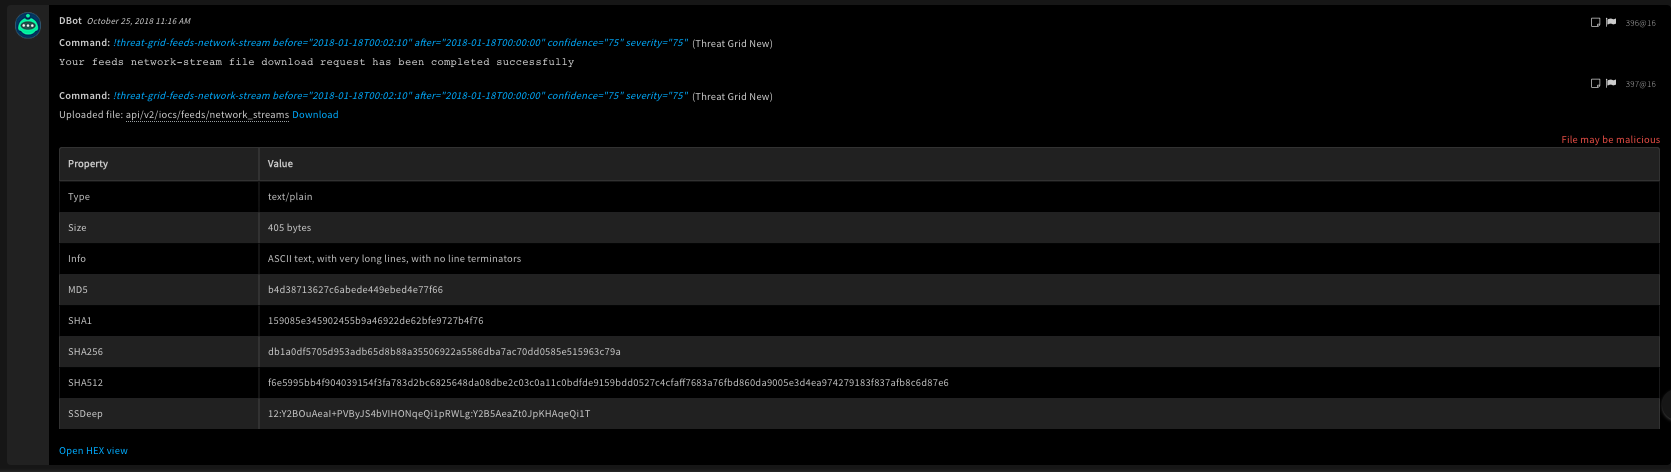 DBot October 25, 2018 11:16 AM
396@16
Command: !threat-grid-feeds-network-stream before="2018-01-18T00:02:10" after="2018-01-18T00:00:00" confidence="75" severity="75" (Threat Grid New)
Your feeds network-stream file download request has been completed successfully
397@16
Command: !threat-grid-feeds-network-stream before="2018-01-18T00:02:10" after="2018-01-18T00:00:00" confidence="75" severity="75" (Threat Grid New)
Uploaded file: api/v2/iocs/feeds/network_streams Download
File may be malicious
Property Value
Type text/plain
Size 405 bytes
Info ASCII text, with very long lines, with no line terminators
MD5 b4d38713627c6abede449ebed4e77f66
SHA1 159085e345902455b9a46922de62bfe9727b4f76
SHA256 db1a0df5705d953adb65d8b88a35506922a5586dba7ac70dd0585e515963c79a
SHA512 f6e5995bb4f904039154f3fa783d2bc6825648da08dbe2c03c0a11c0bdfde9159bdd0527c4cfaff7683a76fbd860da9005e3d4ea974279183f837afb8c6d87e6
SSDeep 12:Y2BOuAeaI+PVByJS4bVIHONqeQi1pRWLg:Y2B5AeaZt0JpKHAqeQi1T
Open HEX view